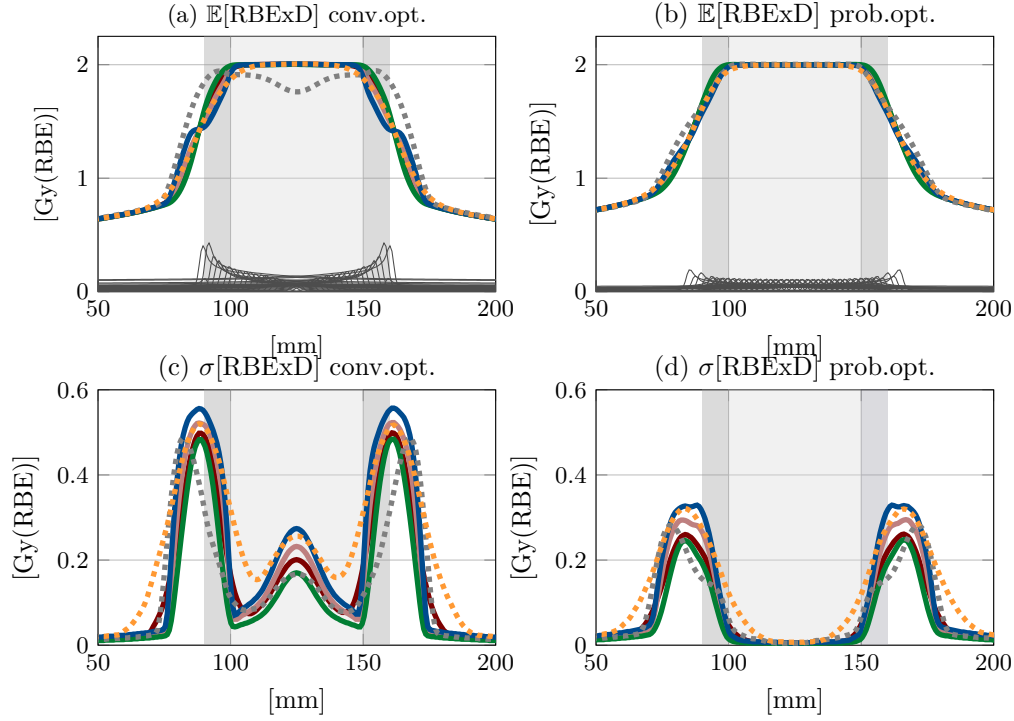 (a) 𝔼[RBExD] conv.opt.
(b) 𝔼[RBExD] prob.opt.
[Gy(RBE)]
2
1
0
50
100
150
200
[mm]
[Gy(RBE)]
2
1
0
50
100
150
200
[mm]
(c) σ[RBExD] conv.opt.
(d) σ[RBExD] prob.opt.
[Gy(RBE)]
0.6
0.4
0.2
0
50
100
150
200
[mm]
[Gy(RBE)]
0.6
0.4
0.2
0
50
100
150
200
[mm]